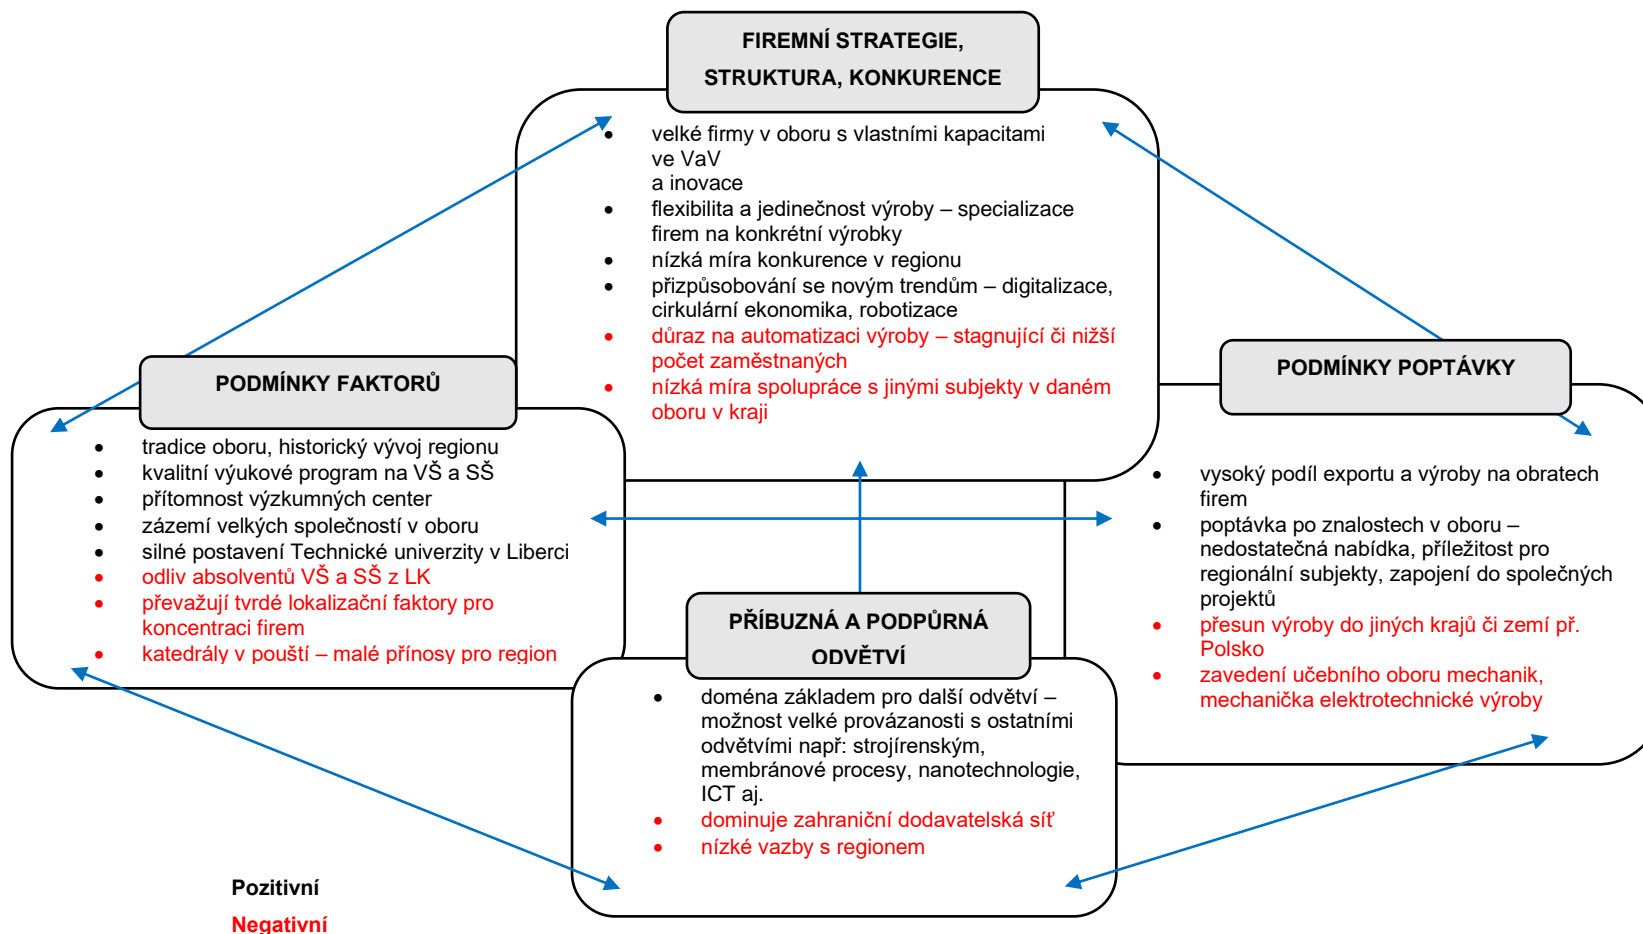 FIREMNÍ STRATEGIE,
STRUKTURA, KONKURENCE
velké firmy v oboru s vlastními kapacitami
ve VaV
a inovace
flexibilita a jedinečnost výroby – specializace
firem na konkrétní výrobky
nízká míra konkurence v regionu
přizpůsobování se novým trendům – digitalizace,
cirkulární ekonomika, robotizace
důraz na automatizaci výroby – stagnující či nižší
počet zaměstnaných
nízká míra spolupráce s jinými subjekty v daném
oboru v kraji
PODMÍNKY FAKTORŮ
tradice oboru, historický vývoj regionu
kvalitní výukové program na VŠ a SŠ
přítomnost výzkumných center
zázemí velkých společností v oboru
silné postavení Technické univerzity v Liberci
odliv absolventů VŠ a SŠ z LK
převažují tvrdé lokalizační faktory pro
koncentraci firem
katedrály v pouští – malé přínosy pro region
PODMÍNKY POPTÁVKY
vysoký podíl exportu a výroby na obratech
firem
poptávka po znalostech v oboru –
nedostatečná nabídka, příležitost pro
regionální subjekty, zapojení do společných
projektů
přesun výroby do jiných krajů či zemí př.
Polsko
zavedení učebního oboru mechanik,
mechanička elektrotechnické výroby
PŘÍBUZNÁ A PODPŮRNÁ
ODVĚTVÍ
doména základem pro další odvětví –
možnost velké provázanosti s ostatními
odvětvími např: strojírenským,
membránové procesy, nanotechnologie,
ICT aj.
dominuje zahraniční dodavatelská síť
nízké vazby s regionem
Pozitivní
Negativní